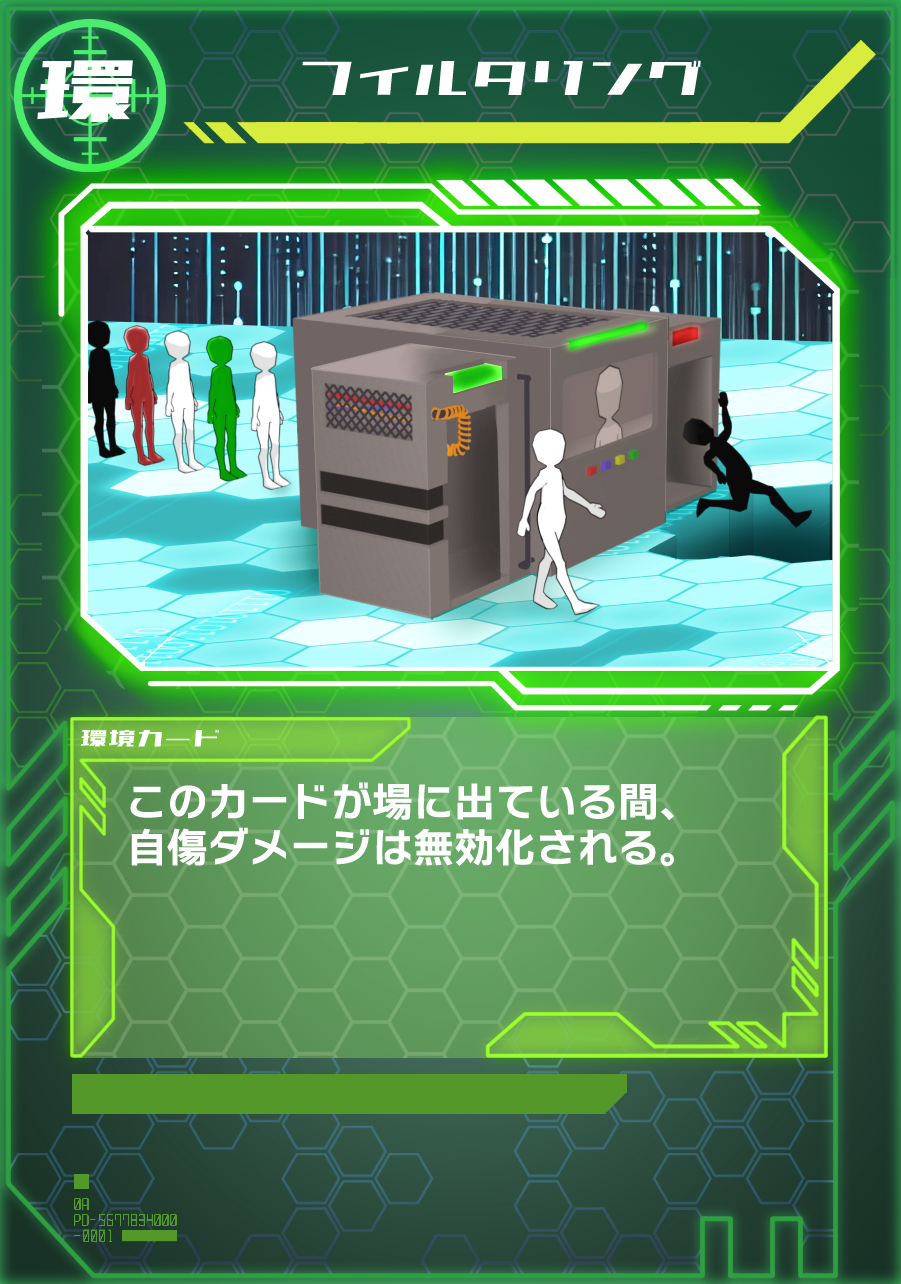 環
フィルタリング
環境カード
このカードが場に出ている間、
自傷ダメージは無効化される。
0A
PD-5677834000
-0001